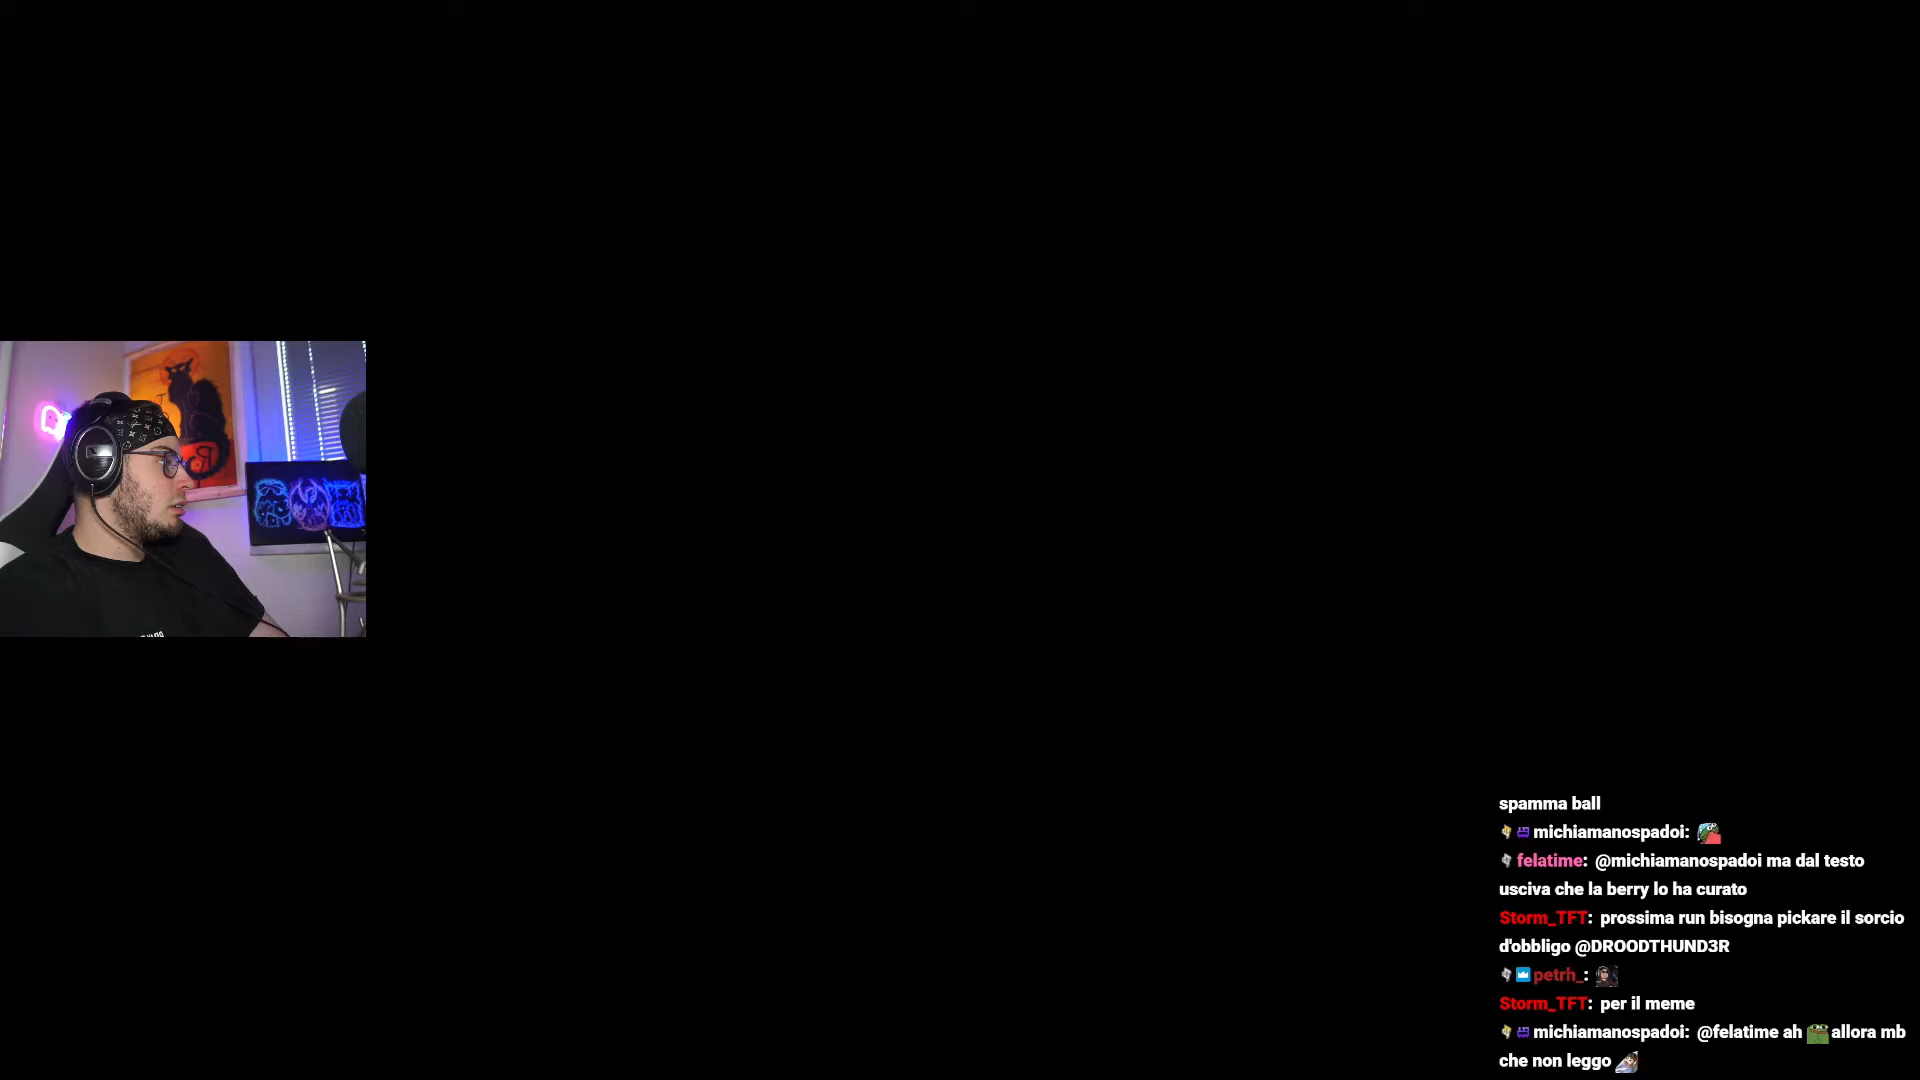 spamma ball
michiamanospadoi:
felatime: @michiamanospadoi ma dal testo
usciva che la berry lo ha curato
Storm_TFT: prossima run bisogna pickare il sorcio
d'obbligo @DROODTHUND3R
petrh_:
Storm_TFT: per il meme
michiamanospadoi: @felatime ah allora mb
che non leggo